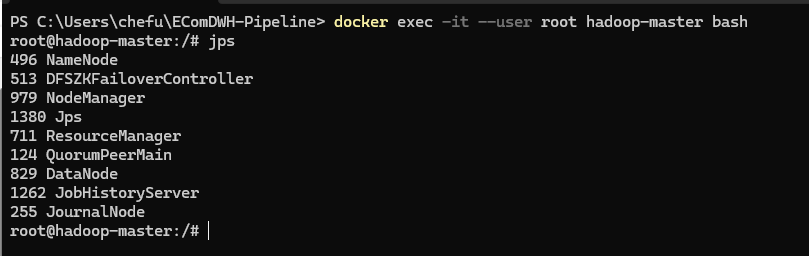 PS C:\Users\chefu\EComDWH-Pipeline> docker exec -it --user root hadoop-master bash
root@hadoop-master:/# jps
496 NameNode
513 DFSZKFailoverController
979 NodeManager
1380 Jps
711 ResourceManager
124 QuorumPeerMain
829 DataNode
1262 JobHistoryServer
255 JournalNode
root@hadoop-master:/#